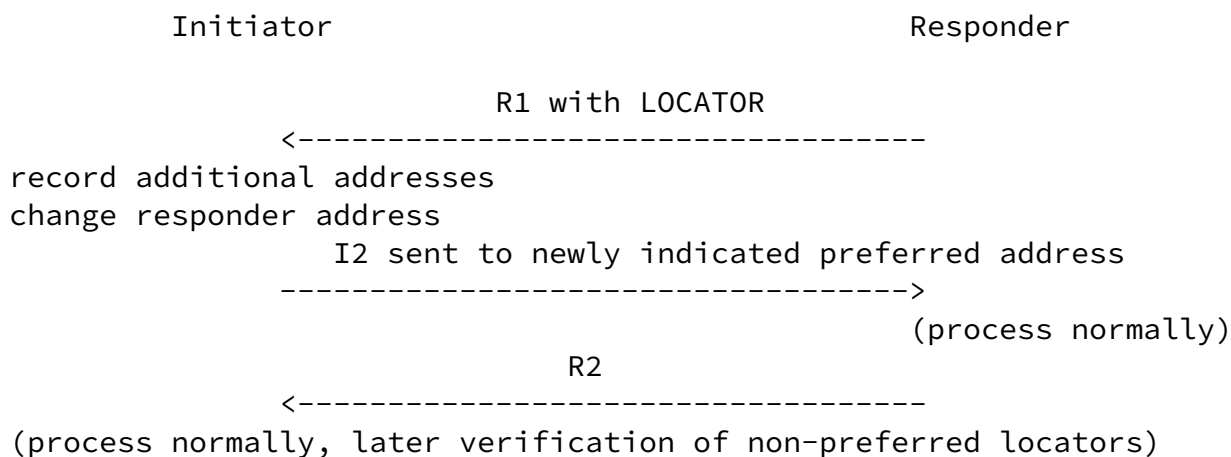 Initiator Responder
R1 with LOCATOR
<-----------------------------------
record additional addresses
change responder address
I2 sent to newly indicated preferred address
----------------------------------->
(process normally)
R2
<-----------------------------------
(process normally, later verification of non-preferred locators)